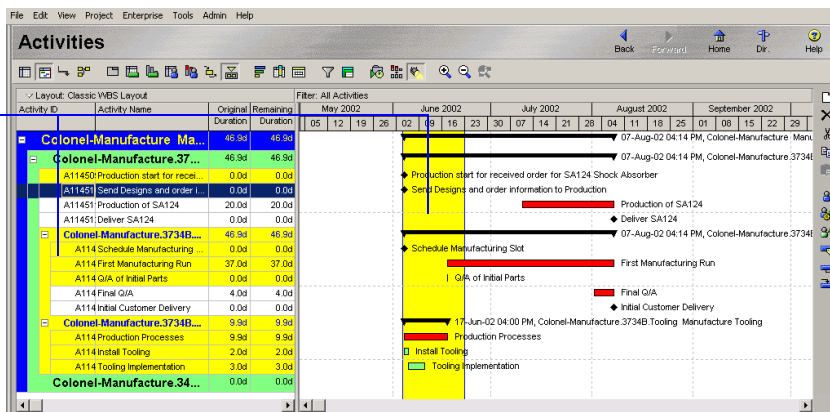 File Edit View Project Enterprise Tools Admin Help
Activities
Back Forward Home Dir. Help
Layout: Classic WBS Layout Filter: All Activities
Activity ID Activity Name Original Duration Remaining Duration
May 2002 June 2002 July 2002 August 2002 September 2002
05 12 19 26 02 09 16 23 30 07 14 21 28 04 11 18 25 01 08 15 22 29
Colonel-Manufacture Ma... 46.9d 46.9d 07-Aug-02 04:14 PM, Colonel-Manufacture Manu
Colonel-Manufacture.37... 46.9d 46.9d 07-Aug-02 04:14 PM, Colonel-Manufacture.3734B
A11450 Production start for recei... 0.0d 0.0d Production start for received order for SA124 Shock Absorber
A11451 Send Designs and order i... 0.0d 0.0d Send Designs and order information to Production
A11451 Production of SA124 20.0d 20.0d Production of SA124
A11451 Deliver SA124 0.0d 0.0d Deliver SA124
Colonel-Manufacture.3734B.... 46.9d 46.9d 07-Aug-02 04:14 PM, Colonel-Manufacture.3734B
A114 Schedule Manufacturing ... 0.0d 0.0d Schedule Manufacturing Slot
A114 First Manufacturing Run 37.0d 37.0d First Manufacturing Run
A114 Q/A of Initial Parts 0.0d 0.0d Q/A of Initial Parts
A114 Final Q/A 4.0d 4.0d Final Q/A
A114 Initial Customer Delivery 0.0d 0.0d Initial Customer Delivery
Colonel-Manufacture.3734B.... 9.9d 9.9d 17-Jun-02 04:00 PM, Colonel-Manufacture.3734B.Tooling Manufacture Tooling
A114 Production Processes 9.9d 9.9d Production Processes
A114 Install Tooling 2.0d 2.0d Install Tooling
A114 Tooling Implementation 3.0d 3.0d Tooling Implementation
Colonel-Manufacture.34... 0.0d 0.0d